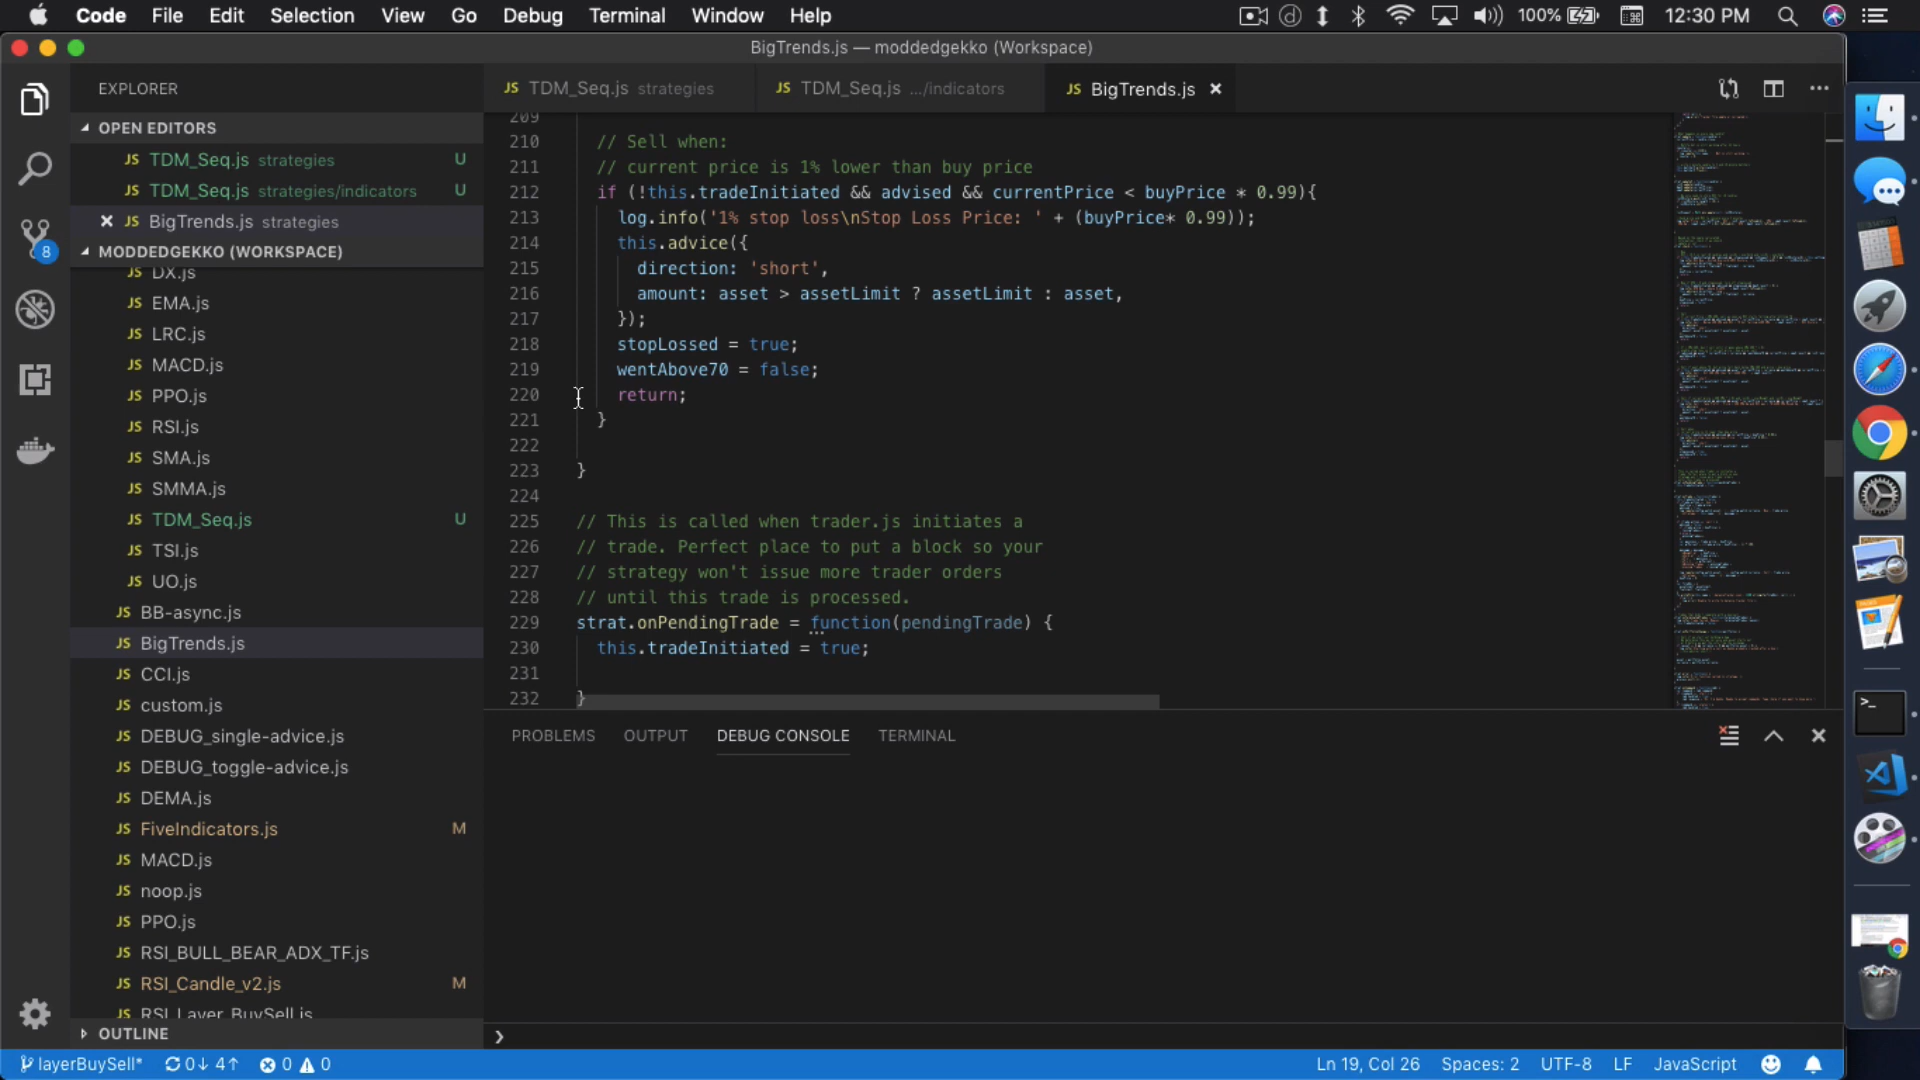 Code File Edit Selection View Go Debug Terminal Window Help 100% 12:30 PM
BigTrends.js — moddedgekko (Workspace)
EXPLORER
OPEN EDITORS
JS TDM_Seq.js strategies U
JS TDM_Seq.js strategies/indicators U
JS BigTrends.js strategies
8
MODDEDGEKKO (WORKSPACE)
JS DX.js
JS EMA.js
JS LRC.js
JS MACD.js
JS PPO.js
JS RSI.js
JS SMA.js
JS SMMA.js
JS TDM_Seq.js U
JS TSI.js
JS UO.js
JS BB-async.js
JS BigTrends.js
JS CCI.js
JS custom.js
JS DEBUG_single-advice.js
JS DEBUG_toggle-advice.js
JS DEMA.js
JS FiveIndicators.js M
JS MACD.js
JS noop.js
JS PPO.js
JS RSI_BULL_BEAR_ADX_TF.js
JS RSI_Candle_v2.js M
JS RSI_Layer_BuySell.js
OUTLINE
JS TDM_Seq.js strategies JS TDM_Seq.js .../indicators JS BigTrends.js
209
210 // Sell when:
211 // current price is 1% lower than buy price
212 if (!this.tradeInitiated && advised && currentPrice < buyPrice * 0.99){
213 log.info('1% stop loss\nStop Loss Price: ' + (buyPrice* 0.99));
214 this.advice({
215 direction: 'short',
216 amount: asset > assetLimit ? assetLimit : asset,
217 });
218 stopLossed = true;
219 wentAbove70 = false;
220 return;
221 }
222
223 }
224
225 // This is called when trader.js initiates a
226 // trade. Perfect place to put a block so your
227 // strategy won't issue more trader orders
228 // until this trade is processed.
229 strat.onPendingTrade = function(pendingTrade) {
230 this.tradeInitiated = true;
231
232 }
PROBLEMS OUTPUT DEBUG CONSOLE TERMINAL
layerBuySell* 0↓ 4↑ 0 0 Ln 19, Col 26 Spaces: 2 UTF-8 LF JavaScript